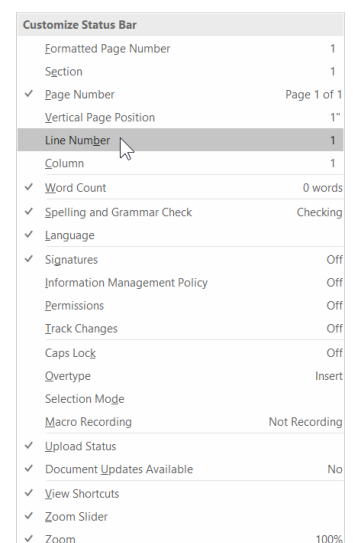 Customize Status Bar
Formatted Page Number 1
Section 1
Page Number Page 1 of 1
Vertical Page Position 1"
Line Number 1
Column 1
Word Count 0 words
Spelling and Grammar Check Checking
Language
Signatures Off
Information Management Policy Off
Permissions Off
Track Changes Off
Caps Lock Off
Overtype Insert
Selection Mode
Macro Recording Not Recording
Upload Status
Document Updates Available No
View Shortcuts
Zoom Slider
Zoom 100%